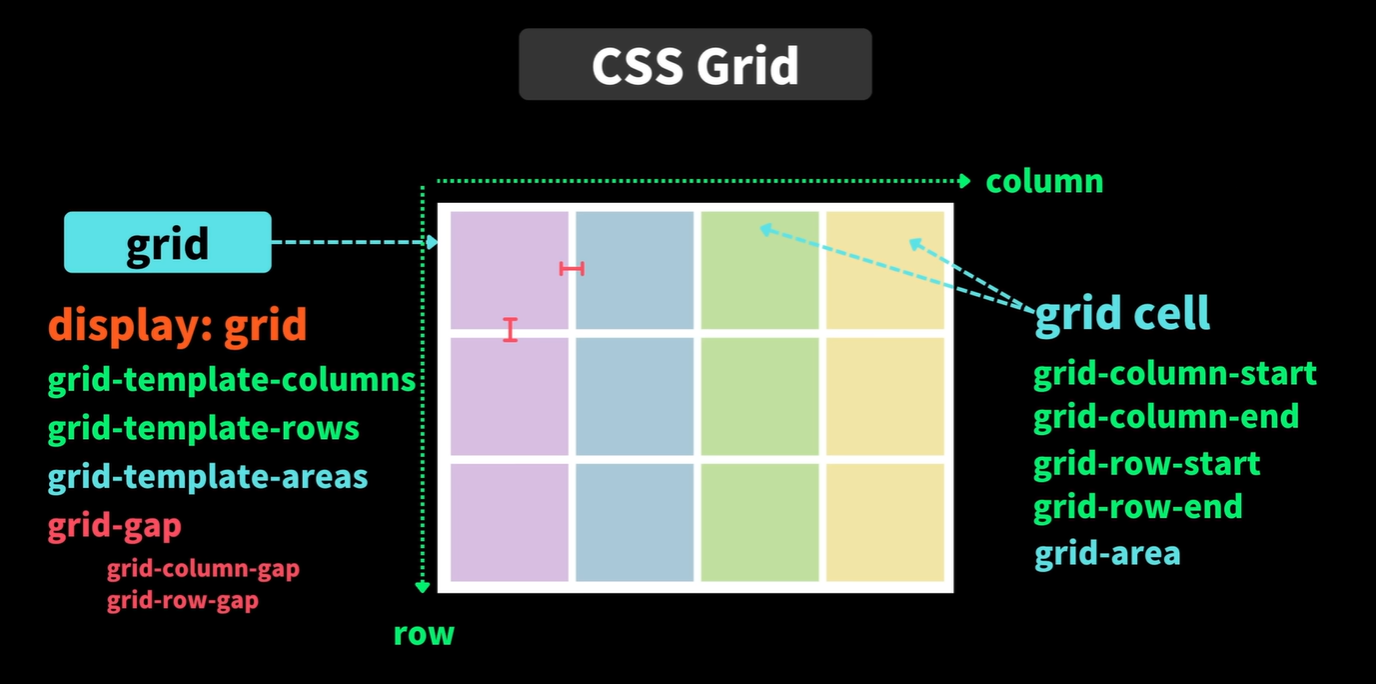 CSS Grid
column
grid
display: grid
grid-template-columns
grid-template-rows
grid-template-areas
grid-gap
grid-column-gap
grid-row-gap
row
grid cell
grid-column-start
grid-column-end
grid-row-start
grid-row-end
grid-area